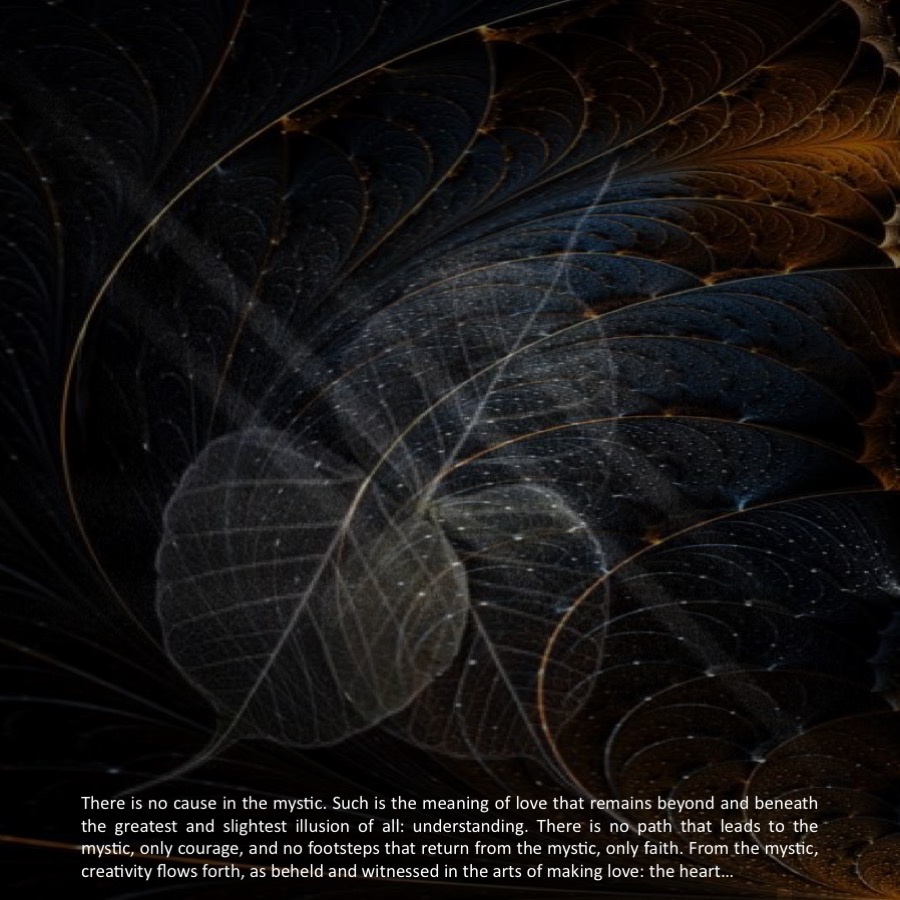 There is no cause in the mystic. Such is the meaning of love that remains beyond and beneath
the greatest and slightest illusion of all: understanding. There is no path that leads to the
mystic, only courage, and no footsteps that return from the mystic, only faith. From the mystic,
creativity flows forth, as beheld and witnessed in the arts of making love: the heart...